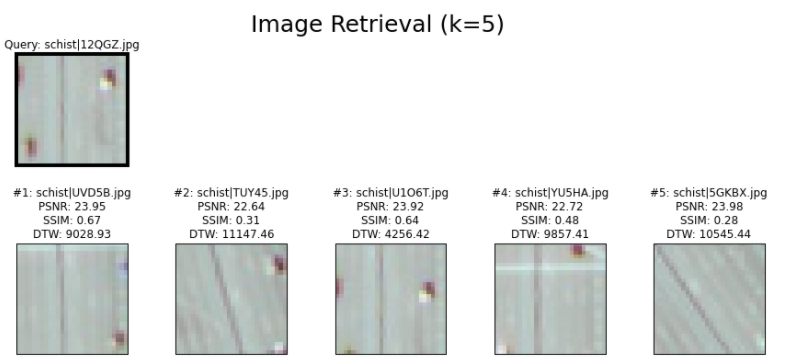 Image Retrieval (k=5)
Query: schist|12QGZ.jpg
#1: schist|UVD5B.jpg
PSNR: 23.95
SSIM: 0.67
DTW: 9028.93
#2: schist|TUY45.jpg
PSNR: 22.64
SSIM: 0.31
DTW: 11147.46
#3: schist|U1O6T.jpg
PSNR: 23.92
SSIM: 0.64
DTW: 4256.42
#4: schist|YU5HA.jpg
PSNR: 22.72
SSIM: 0.48
DTW: 9857.41
#5: schist|5GKBX.jpg
PSNR: 23.98
SSIM: 0.28
DTW: 10545.44